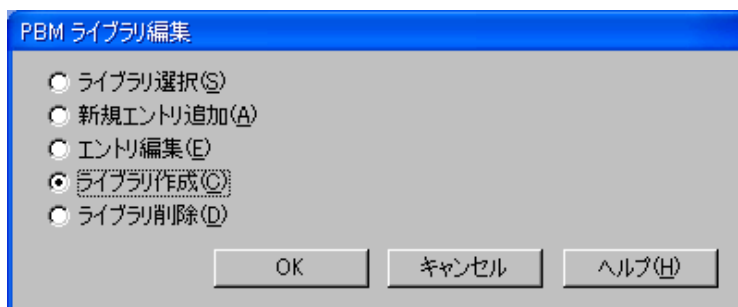 PBM ライブラリ編集
ライブラリ選択(S)
新規エントリ追加(A)
エントリ編集(E)
ライブラリ作成(C)
ライブラリ削除(D)
OK キャンセル ヘルプ(H)